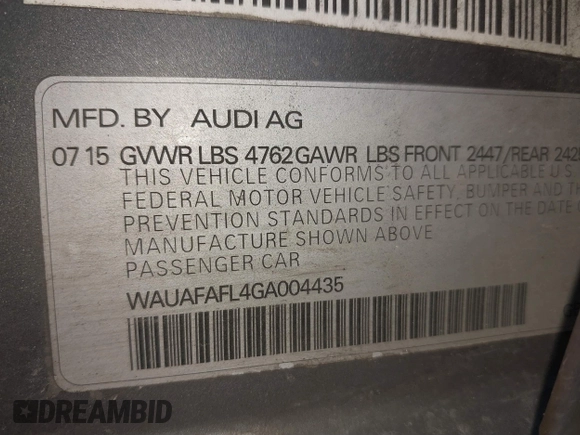 MFD. BY AUDI AG
07 15 GVWR LBS 4762 GAWR LBS FRONT 2447/REAR
THIS VEHICLE CONFORMS TO ALL APPLICABLE U S
FEDERAL MOTOR VEHICLE SAFETY, BUMPER AND
PREVENTION STANDARDS IN EFFECT ON THE DATE
MANUFACTURE SHOWN ABOVE
PASSENGER CAR
WAUAFAFL4GA004435
DREAMBID